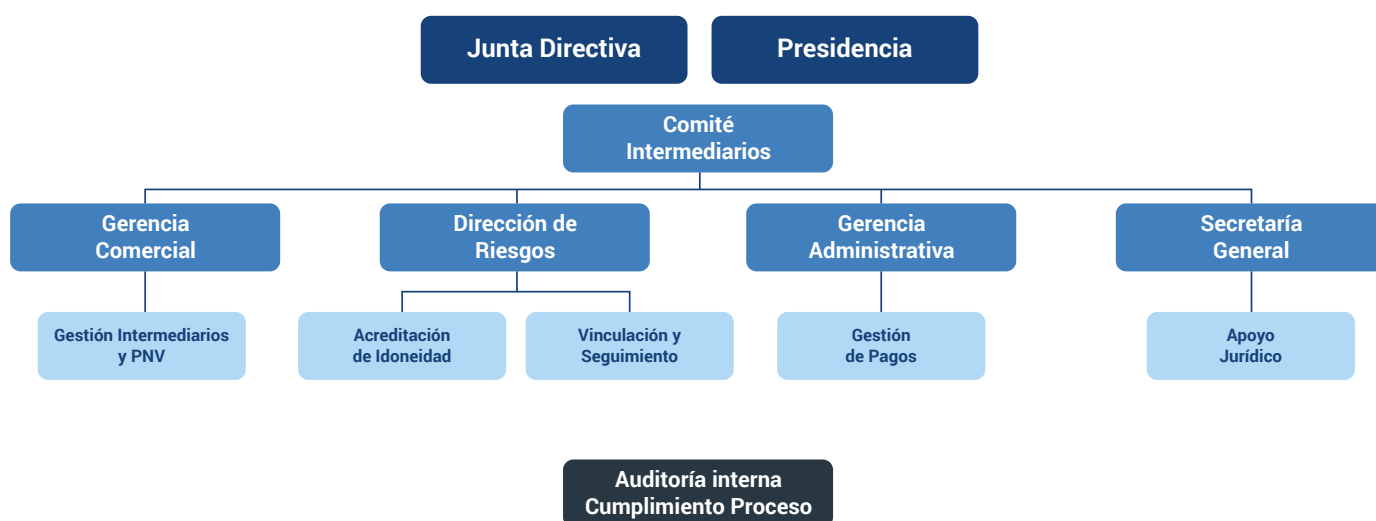 Junta Directiva
Presidencia
Comité
Intermediarios
Gerencia
Comercial
Dirección de
Riesgos
Gerencia
Administrativa
Secretaría
General
Gestión Intermediarios
y PNV
Acreditación
de Idoneidad
Vinculación y
Seguimiento
Gestión
de Pagos
Apoyo
Jurídico
Auditoría interna
Cumplimiento Proceso